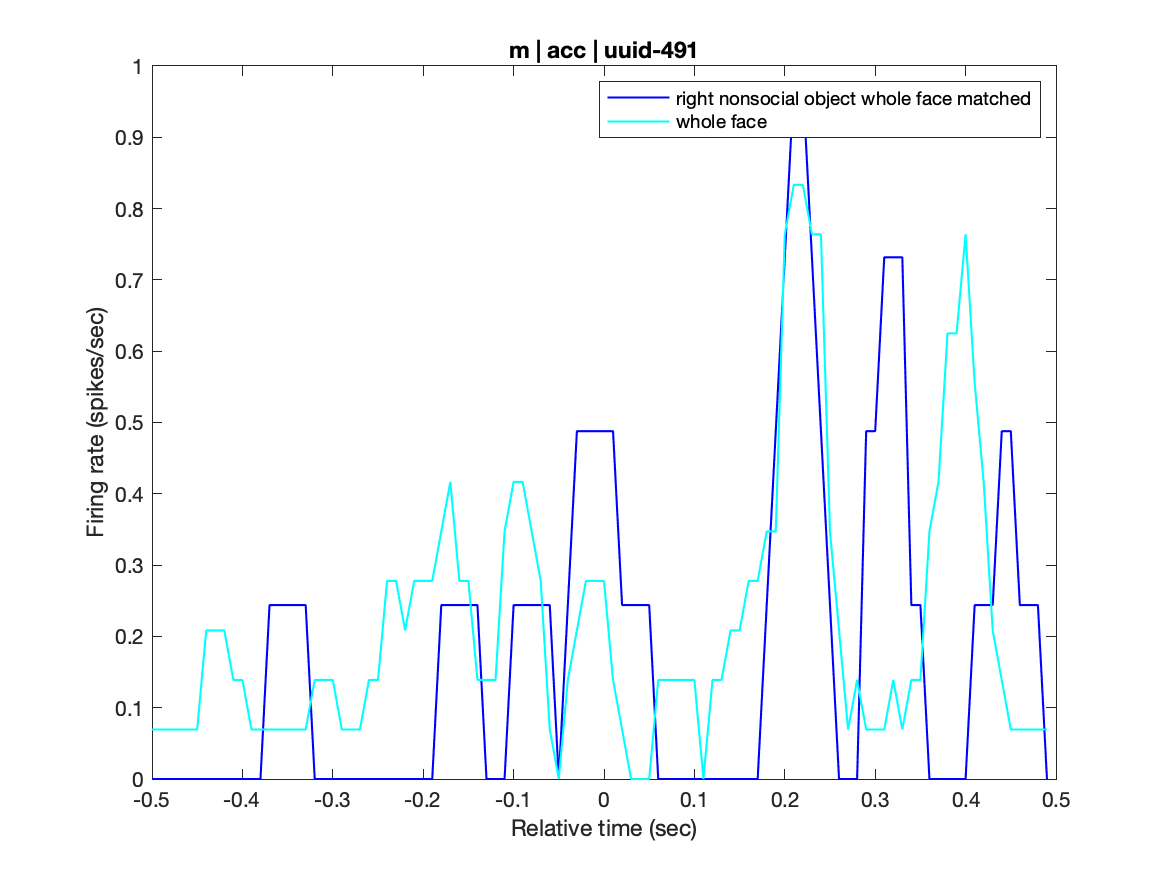 m | acc | uuid-491
right nonsocial object whole face matched
whole face
1
0.9
0.8
0.7
0.6
0.5
0.4
0.3
0.2
0.1
0
Firing rate (spikes/sec)
-0.5 -0.4 -0.3 -0.2 -0.1 0 0.1 0.2 0.3 0.4 0.5
Relative time (sec)